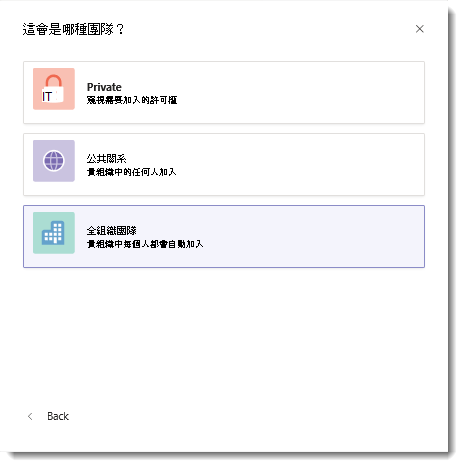 這會是哪種團隊？
Private
IT
窺視需要加入的許可權
公共關系
貴組織中的任何人加入
全組織團隊
貴組織中每個人都會自動加入
Back